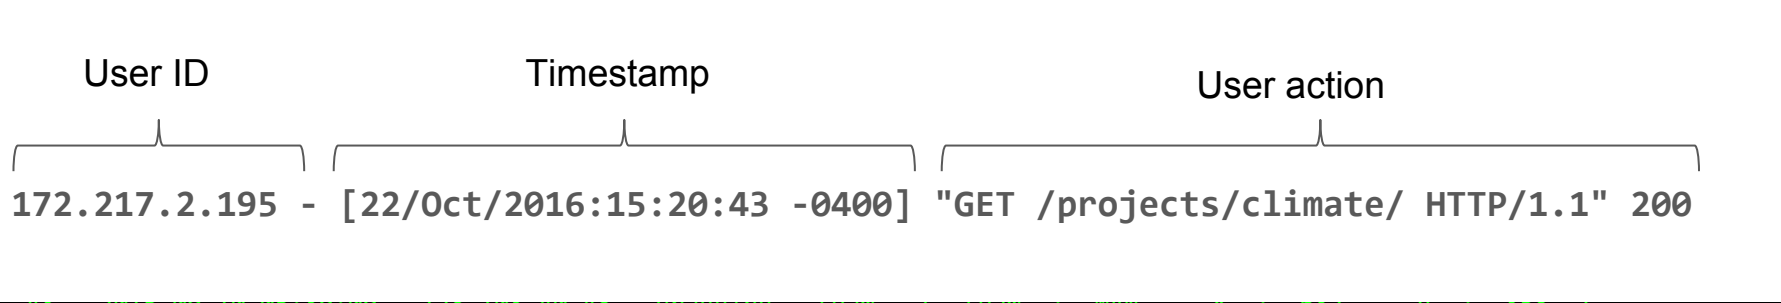 User ID Timestamp User action
172.217.2.195 - [22/Oct/2016:15:20:43 -0400] "GET /projects/climate/ HTTP/1.1" 200